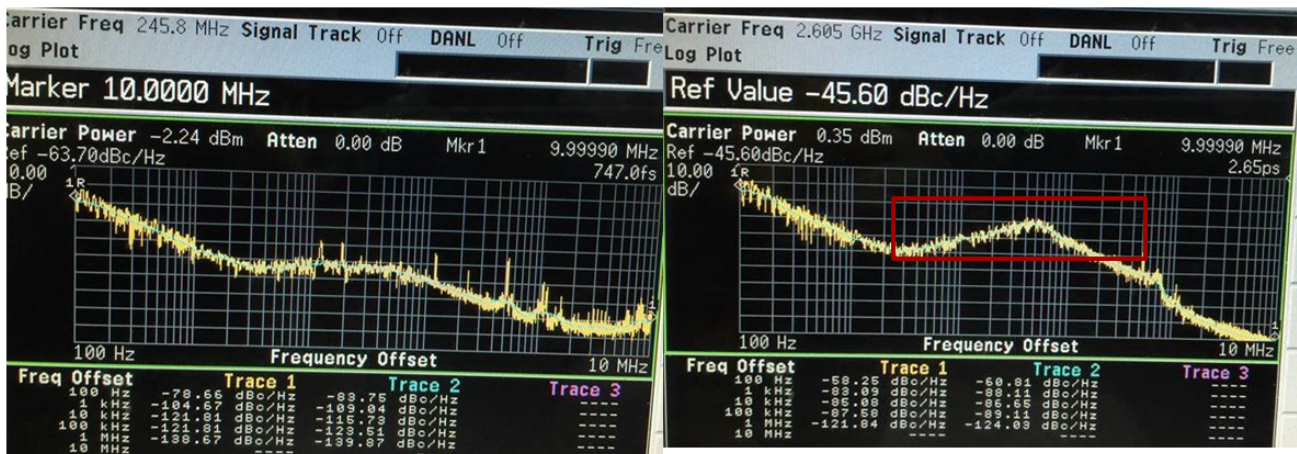 Carrier Freq 245.8 MHz Signal Track Off DANL Off Trig Fre
og Plot
Marker 10.0000 MHz
Carrier Power -2.24 dBm Atten 0.00 dB Mkr1 9.99990 MHz
ef -63.70dBc/Hz 747.0fs
0.00
dB/
1R
1
100 Hz Frequency Offset 10 MHz
Freq Offset Trace 1 Trace 2 Trace 3
100 Hz -78.66 dBc/Hz -83.75 dBc/Hz ----
1 kHz -104.67 dBc/Hz -109.04 dBc/Hz ----
10 kHz -121.81 dBc/Hz -115.73 dBc/Hz ----
100 kHz -121.81 dBc/Hz -123.51 dBc/Hz ----
1 MHz -138.67 dBc/Hz -139.87 dBc/Hz ----
10 MHz ----
Carrier Freq 2.605 GHz Signal Track Off DANL Off Trig Free
Log Plot
Ref Value -45.60 dBc/Hz
Carrier Power 0.35 dBm Atten 0.00 dB Mkr1 9.99990 MHz
Ref -45.60dBc/Hz 2.65ps
10.00
dB/
1R
1
100 Hz Frequency Offset 10 MHz
Freq Offset Trace 1 Trace 2 Trace 3
100 Hz -58.25 dBc/Hz -60.81 dBc/Hz ----
1 kHz -83.09 dBc/Hz -88.11 dBc/Hz ----
10 kHz -85.08 dBc/Hz -86.65 dBc/Hz ----
100 kHz -87.58 dBc/Hz -89.11 dBc/Hz ----
1 MHz -121.84 dBc/Hz -124.03 dBc/Hz ----
10 MHz ---- ----